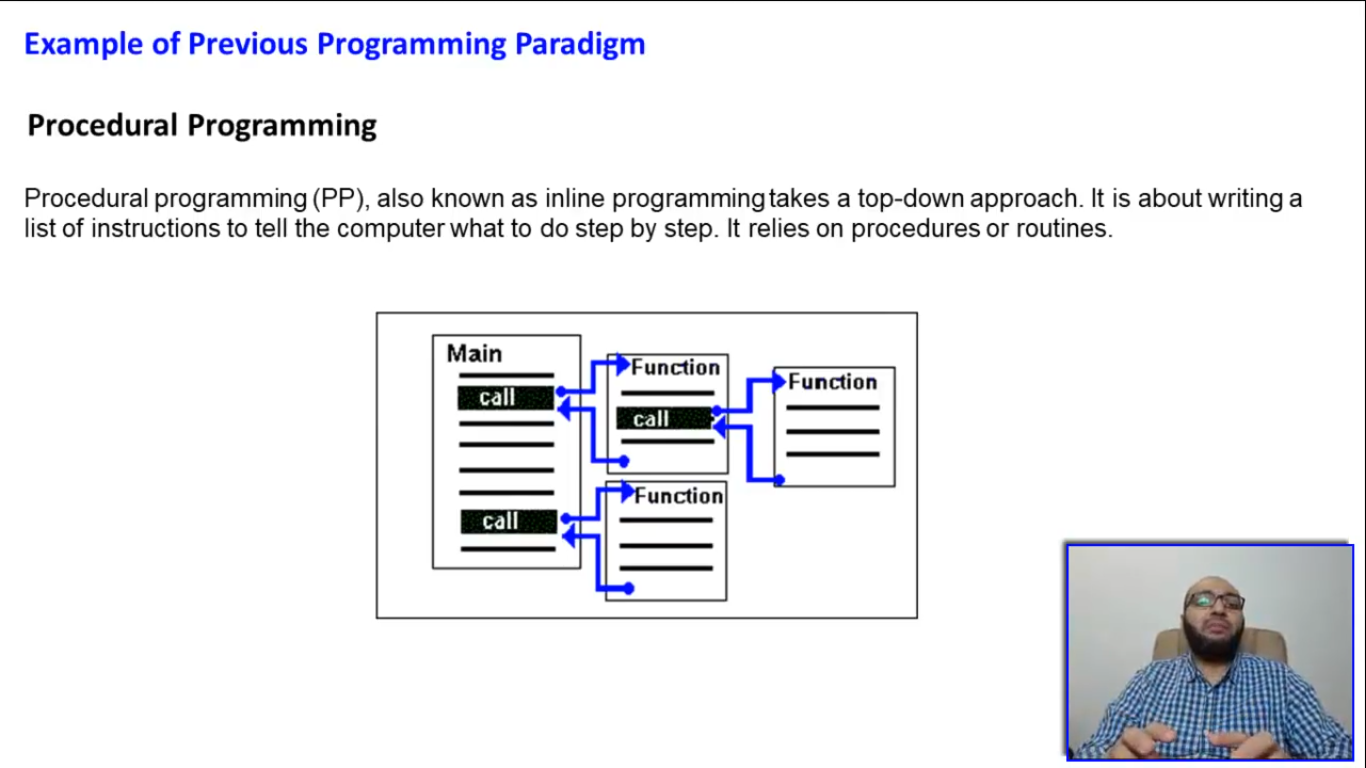 Example of Previous Programming Paradigm
Procedural Programming
Procedural programming (PP), also known as inline programming takes a top-down approach. It is about writing a
list of instructions to tell the computer what to do step by step. It relies on procedures or routines.
Main
call
call
Function
call
Function
Function